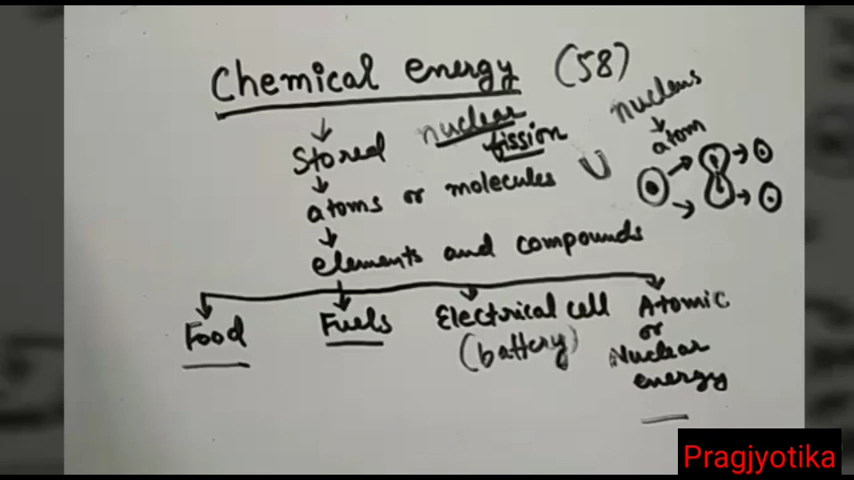 Chemical energy (58)
nucleus
nuclear
atom
Stored fission U
atoms or molecules
elements and compounds
Food Fuels Electrical cell Atomic
(battery) or
Nuclear
energy
Pragjyotika